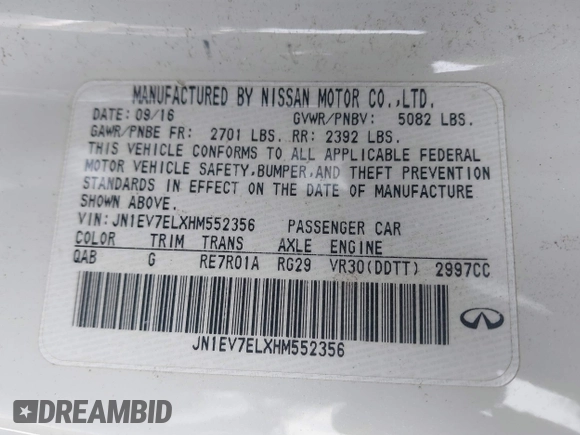 MANUFACTURED BY NISSAN MOTOR CO.,LTD.
DATE: 09/16 GVWR/PNBV: 5082 LBS.
GAWR/PNBE FR: 2701 LBS. RR: 2392 LBS.
THIS VEHICLE CONFORMS TO ALL APPLICABLE FEDERAL
MOTOR VEHICLE SAFETY,BUMPER,AND THEFT PREVENTION
STANDARDS IN EFFECT ON THE DATE OF MANUFACTURE
SHOWN ABOVE.
VIN: JN1EV7ELXHM552356 PASSENGER CAR
COLOR TRIM TRANS AXLE ENGINE
QAB G RE7R01A RG29 VR30(DDTT) 2997CC
JN1EV7ELXHM552356
DREAMBID